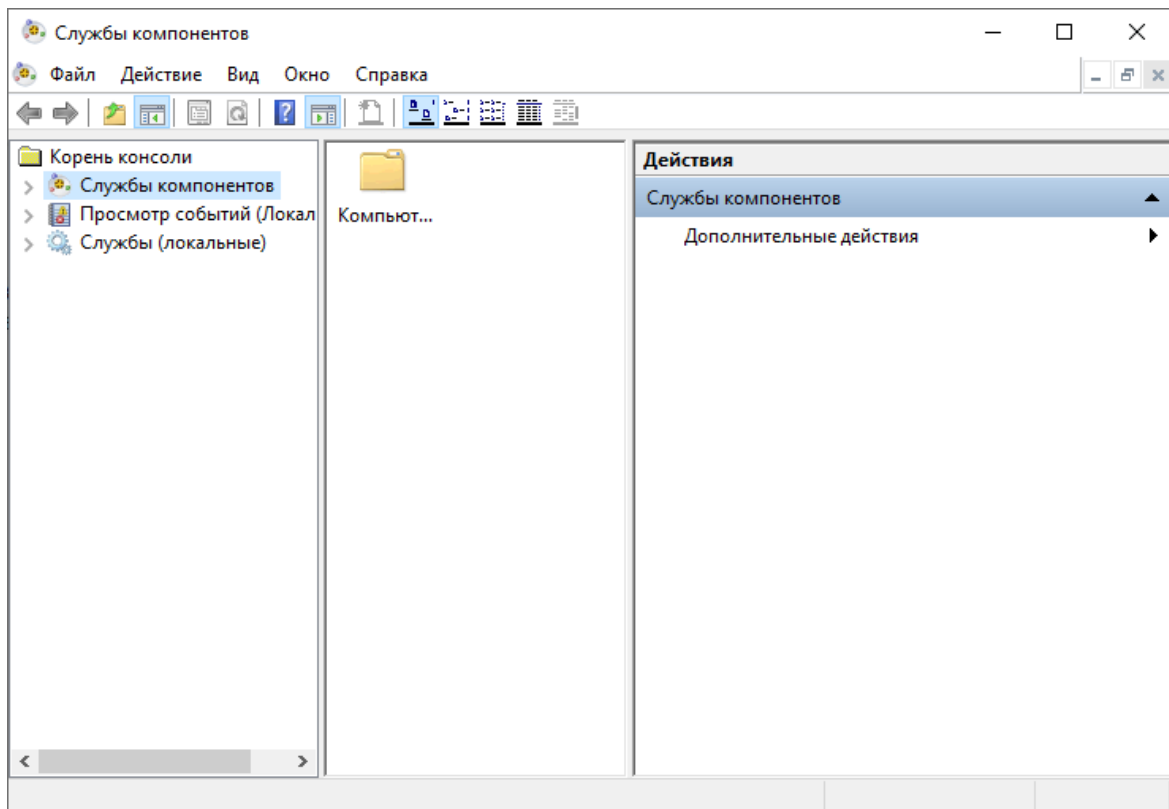 Службы компонентов
Файл Действие Вид Окно Справка
Корень консоли
Службы компонентов
Просмотр событий (Локал
Службы (локальные)
Компьют...
Действия
Службы компонентов
Дополнительные действия